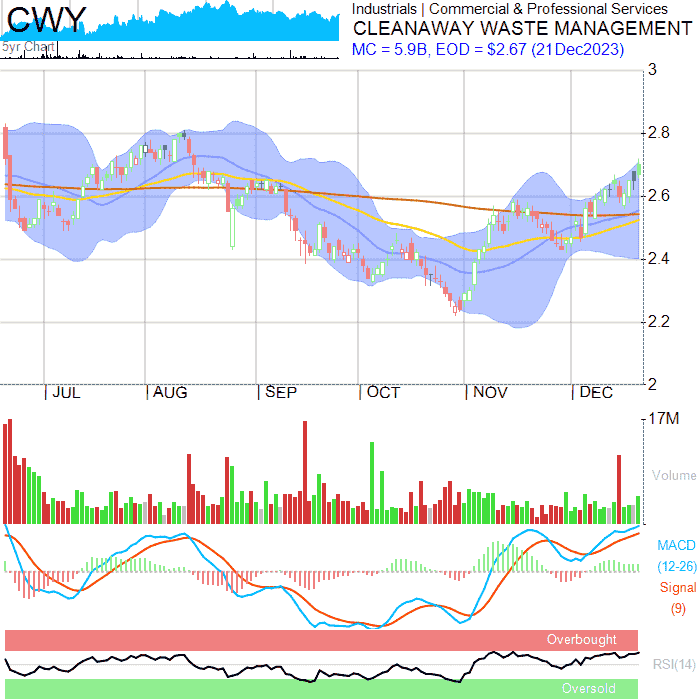 CWY
5yr Chart
Industrials | Commercial & Professional Services
CLEANAWAY WASTE MANAGEMENT
MC = 5.9B, EOD = $2.67 (21Dec2023)
3
2.8
2.6
2.4
2.2
2
JUL
AUG
SEP
OCT
NOV
DEC
17M
Volume
MACD
(12-26)
Signal
(9)
Overbought
RSI(14)
Oversold